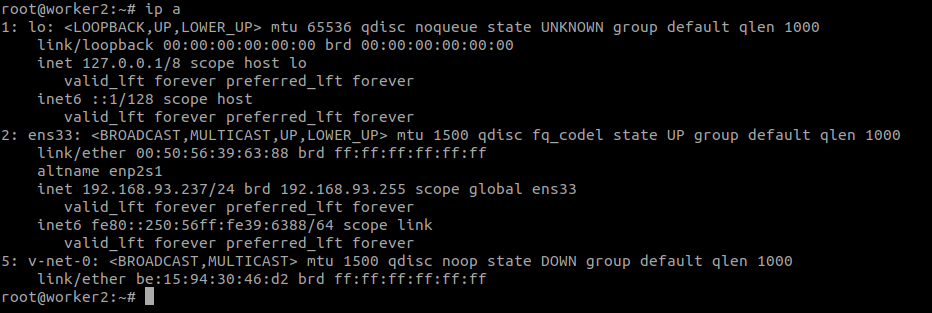 root@worker2:~# ip a
1: lo: <LOOPBACK,UP,LOWER_UP> mtu 65536 qdisc noqueue state UNKNOWN group default qlen 1000
    link/loopback 00:00:00:00:00:00 brd 00:00:00:00:00:00
    inet 127.0.0.1/8 scope host lo
       valid_lft forever preferred_lft forever
    inet6 ::1/128 scope host
       valid_lft forever preferred_lft forever
2: ens33: <BROADCAST,MULTICAST,UP,LOWER_UP> mtu 1500 qdisc fq_codel state UP group default qlen 1000
    link/ether 00:50:56:39:63:88 brd ff:ff:ff:ff:ff:ff
    altname enp2s1
    inet 192.168.93.237/24 brd 192.168.93.255 scope global ens33
       valid_lft forever preferred_lft forever
    inet6 fe80::250:56ff:fe39:6388/64 scope link
       valid_lft forever preferred_lft forever
5: v-net-0: <BROADCAST,MULTICAST> mtu 1500 qdisc noop state DOWN group default qlen 1000
    link/ether be:15:94:30:46:d2 brd ff:ff:ff:ff:ff:ff
root@worker2:~#